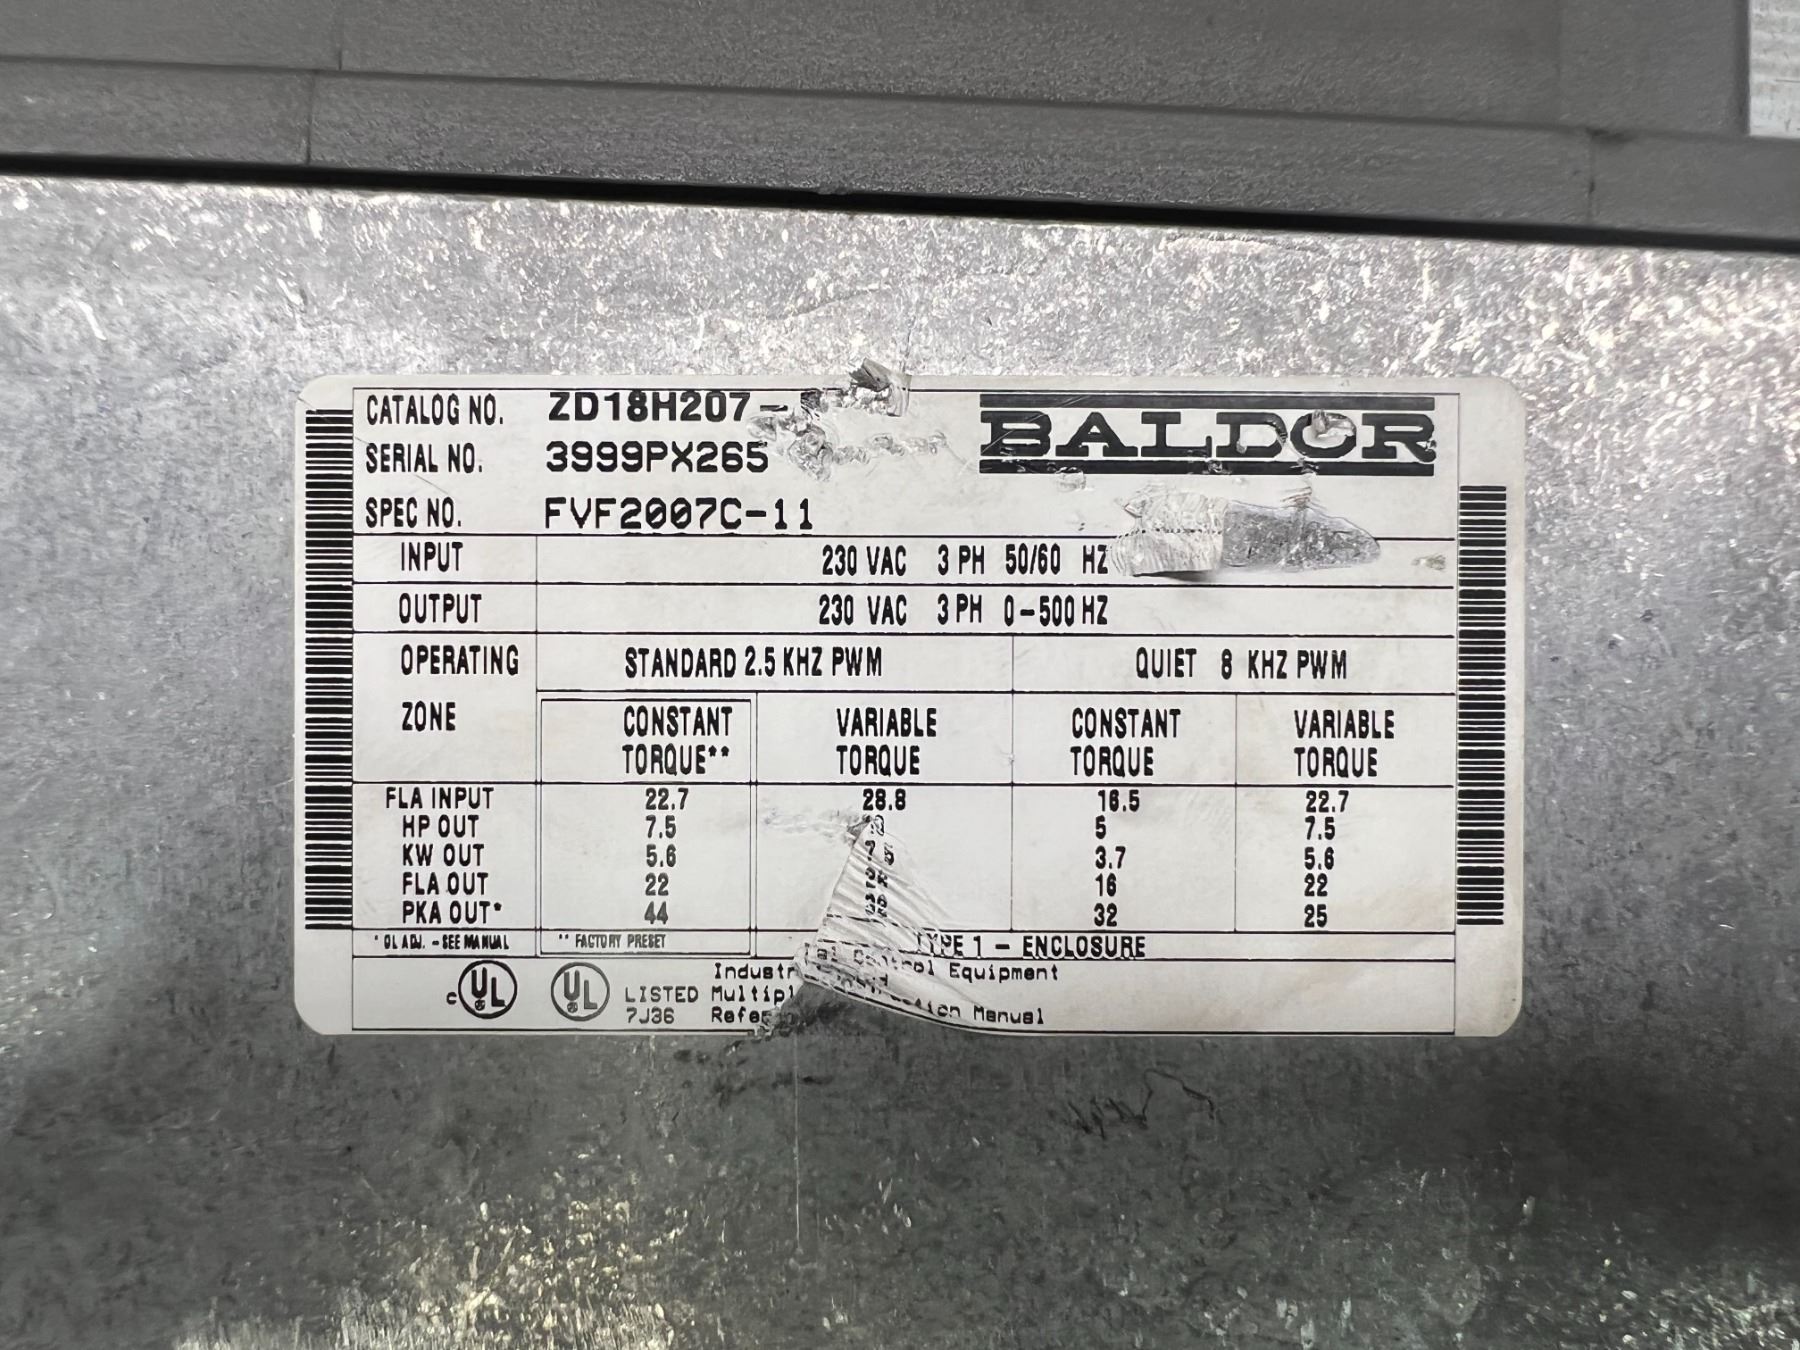 CATALOG NO. ZD18H207-
BALDOR
SERIAL NO. 3999PX265
SPEC NO. FVF2007C-11
INPUT 230 VAC 3 PH 50/60 HZ
OUTPUT 230 VAC 3 PH 0-500 HZ
OPERATING ZONE
STANDARD 2.5 KHZ PWM QUIET 8 KHZ PWM
CONSTANT TORQUE** VARIABLE TORQUE CONSTANT TORQUE VARIABLE TORQUE
FLA INPUT 22.7 28.8 16.5 22.7
HP OUT 7.5 5 7.5
KW OUT 5.6 3.7 5.6
FLA OUT 22 16 22
PKA OUT* 44 32 25
* OL ADJ. - SEE MANUAL ** FACTORY PRESET TYPE 1 - ENCLOSURE
Industrial Control Equipment
c UL UL LISTED
7J36 Manual